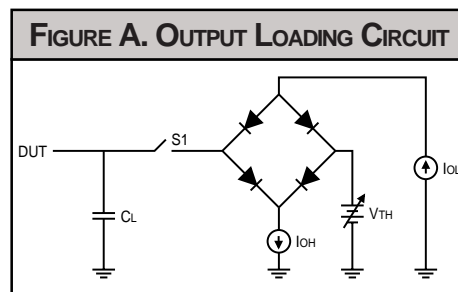 FIGURE A. OUTPUT LOADING CIRCUIT
DUT
S1
IOL
CL
VTH
IOH